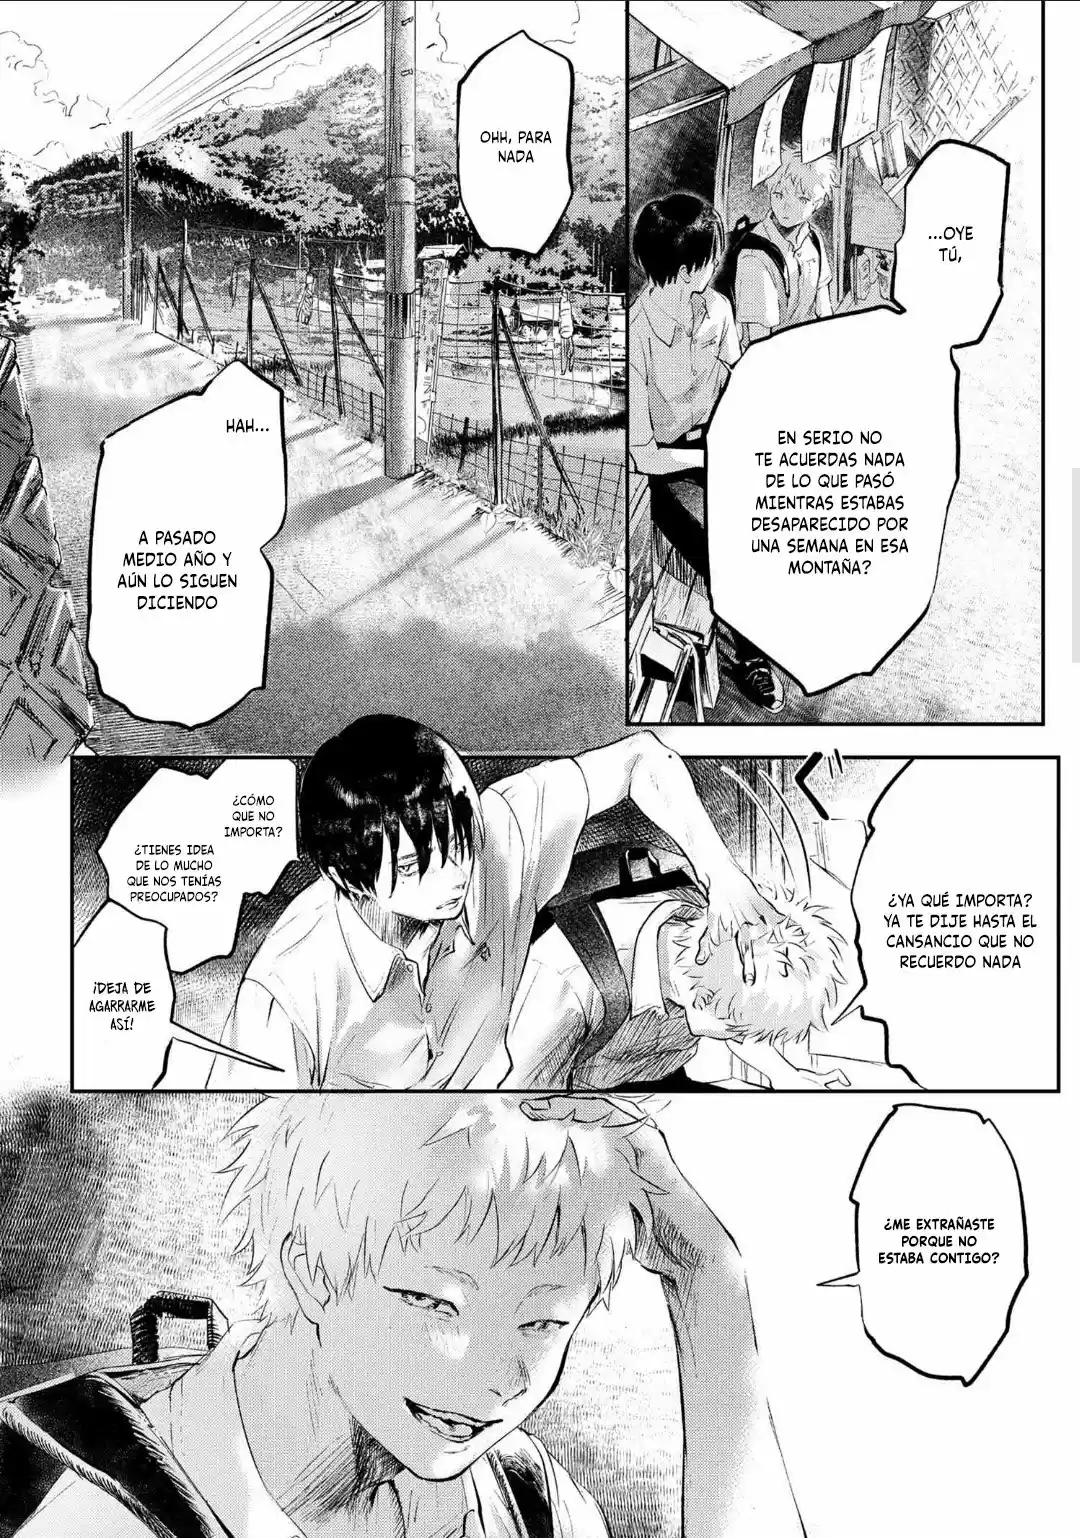 ...OYE
TÚ,
EN SERIO NO
TE ACUERDAS NADA
DE LO QUE PASÓ
MIENTRAS ESTABAS
DESAPARECIDO POR
UNA SEMANA EN ESA
MONTAÑA?
OHH, PARA
NADA
HAH...
A PASADO
MEDIO AÑO Y
AÚN LO SIGUEN
DICIENDO
¿YA QUÉ IMPORTA?
YA TE DIJE HASTA EL
CANSANCIO QUE NO
RECUERDO NADA
¿CÓMO
QUE NO
IMPORTA?
¿TIENES IDEA
DE LO MUCHO
QUE NOS TENÍAS
PREOCUPADOS?
¡DEJA DE
AGARRARME
ASÍ!
¿ME EXTRAÑASTE
PORQUE NO
ESTABA CONTIGO?